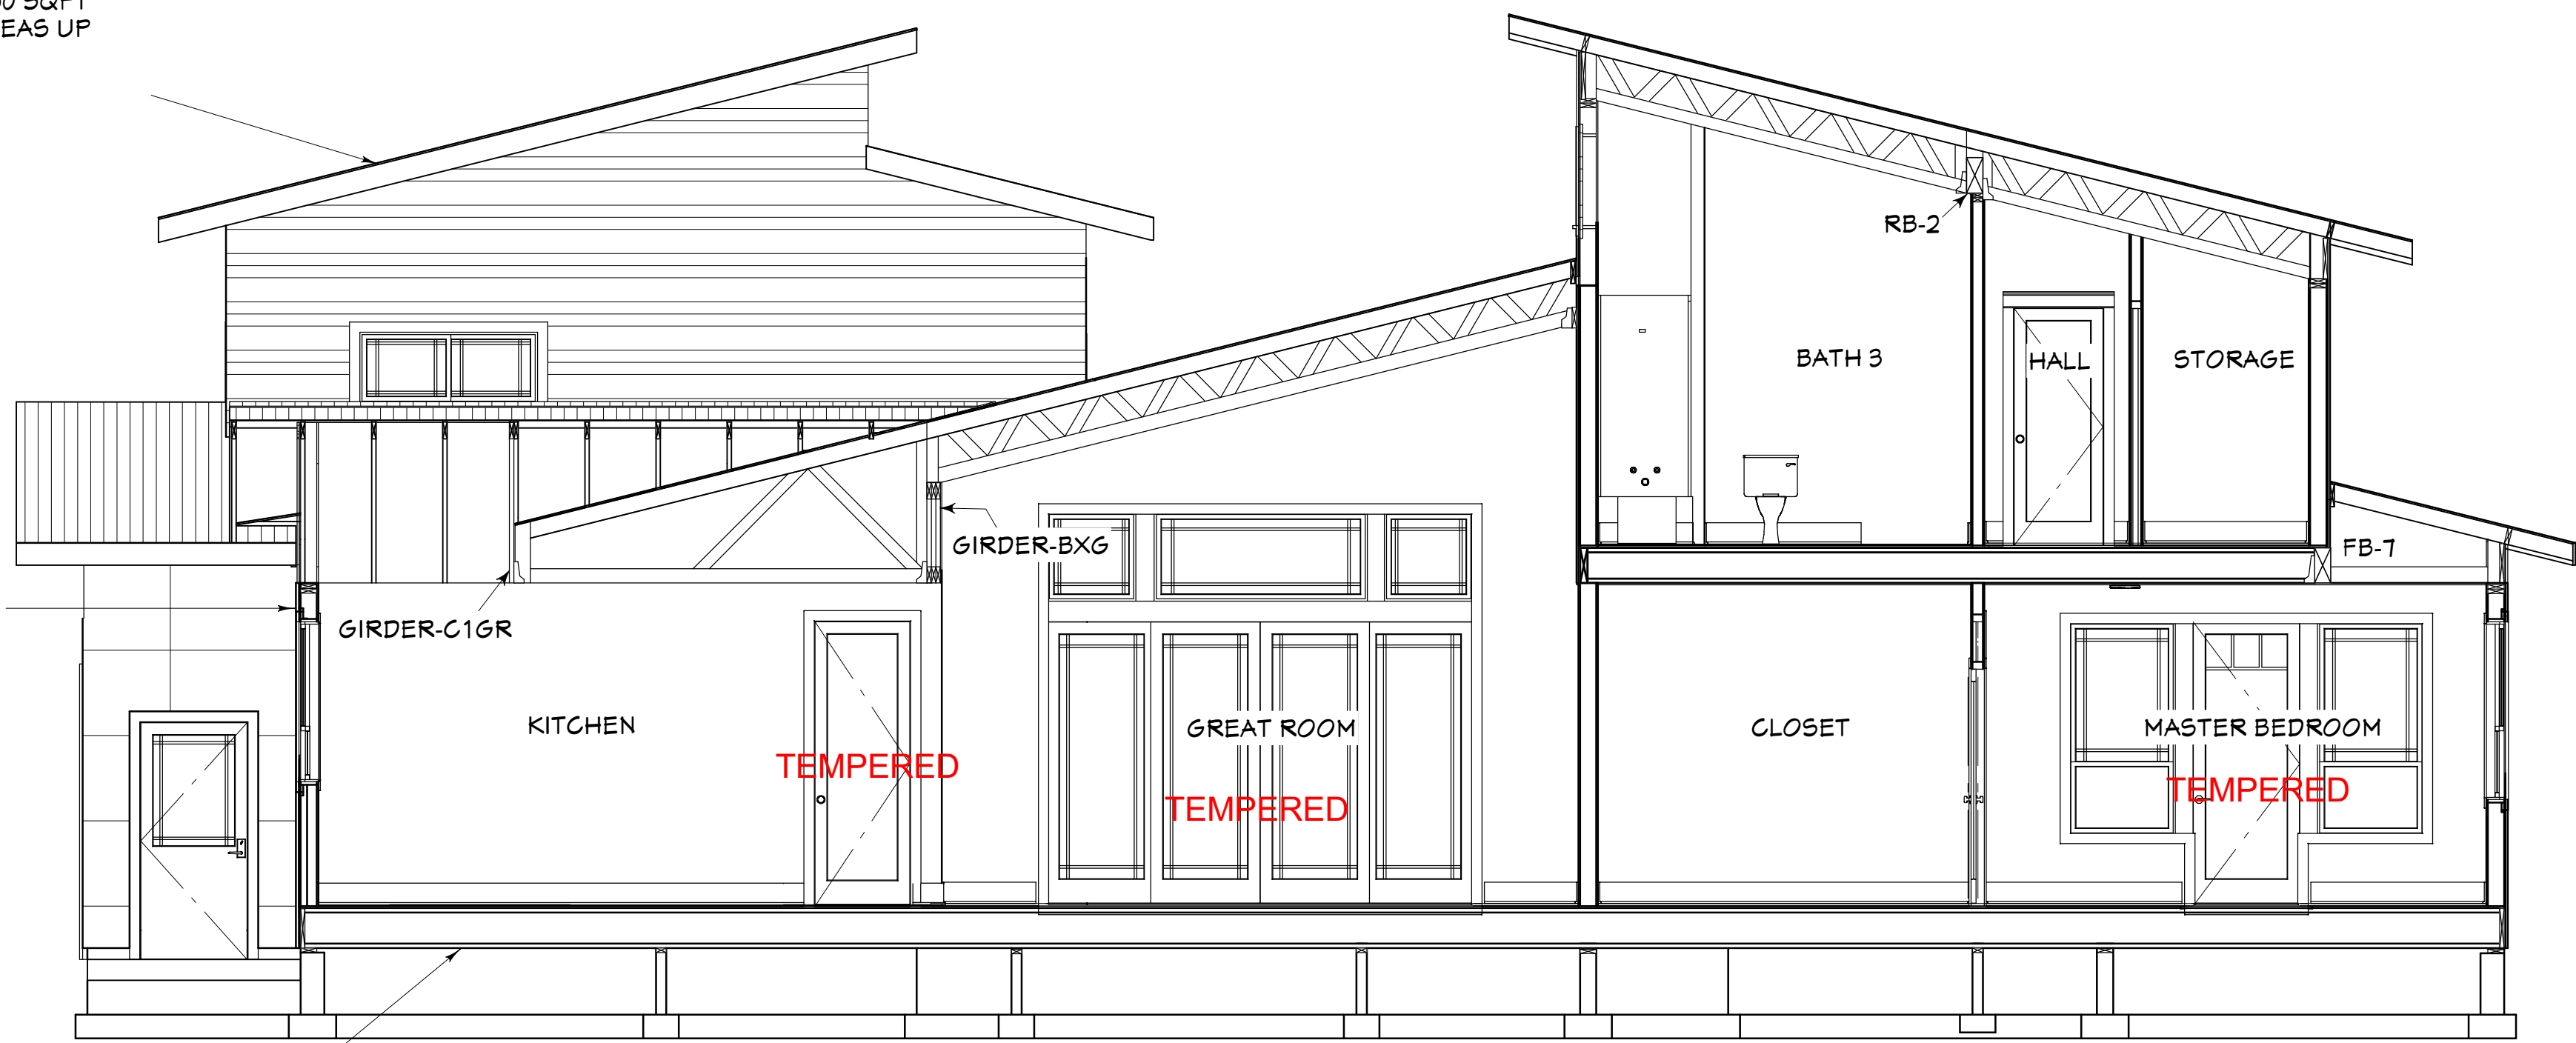 SQFT
EAS UP
RB-2
BATH 3
HALL
STORAGE
GIRDER-BXG
FB-7
GIRDER-C1GR
KITCHEN
GREAT ROOM
CLOSET
MASTER BEDROOM
TEMPERED
TEMPERED
TEMPERED